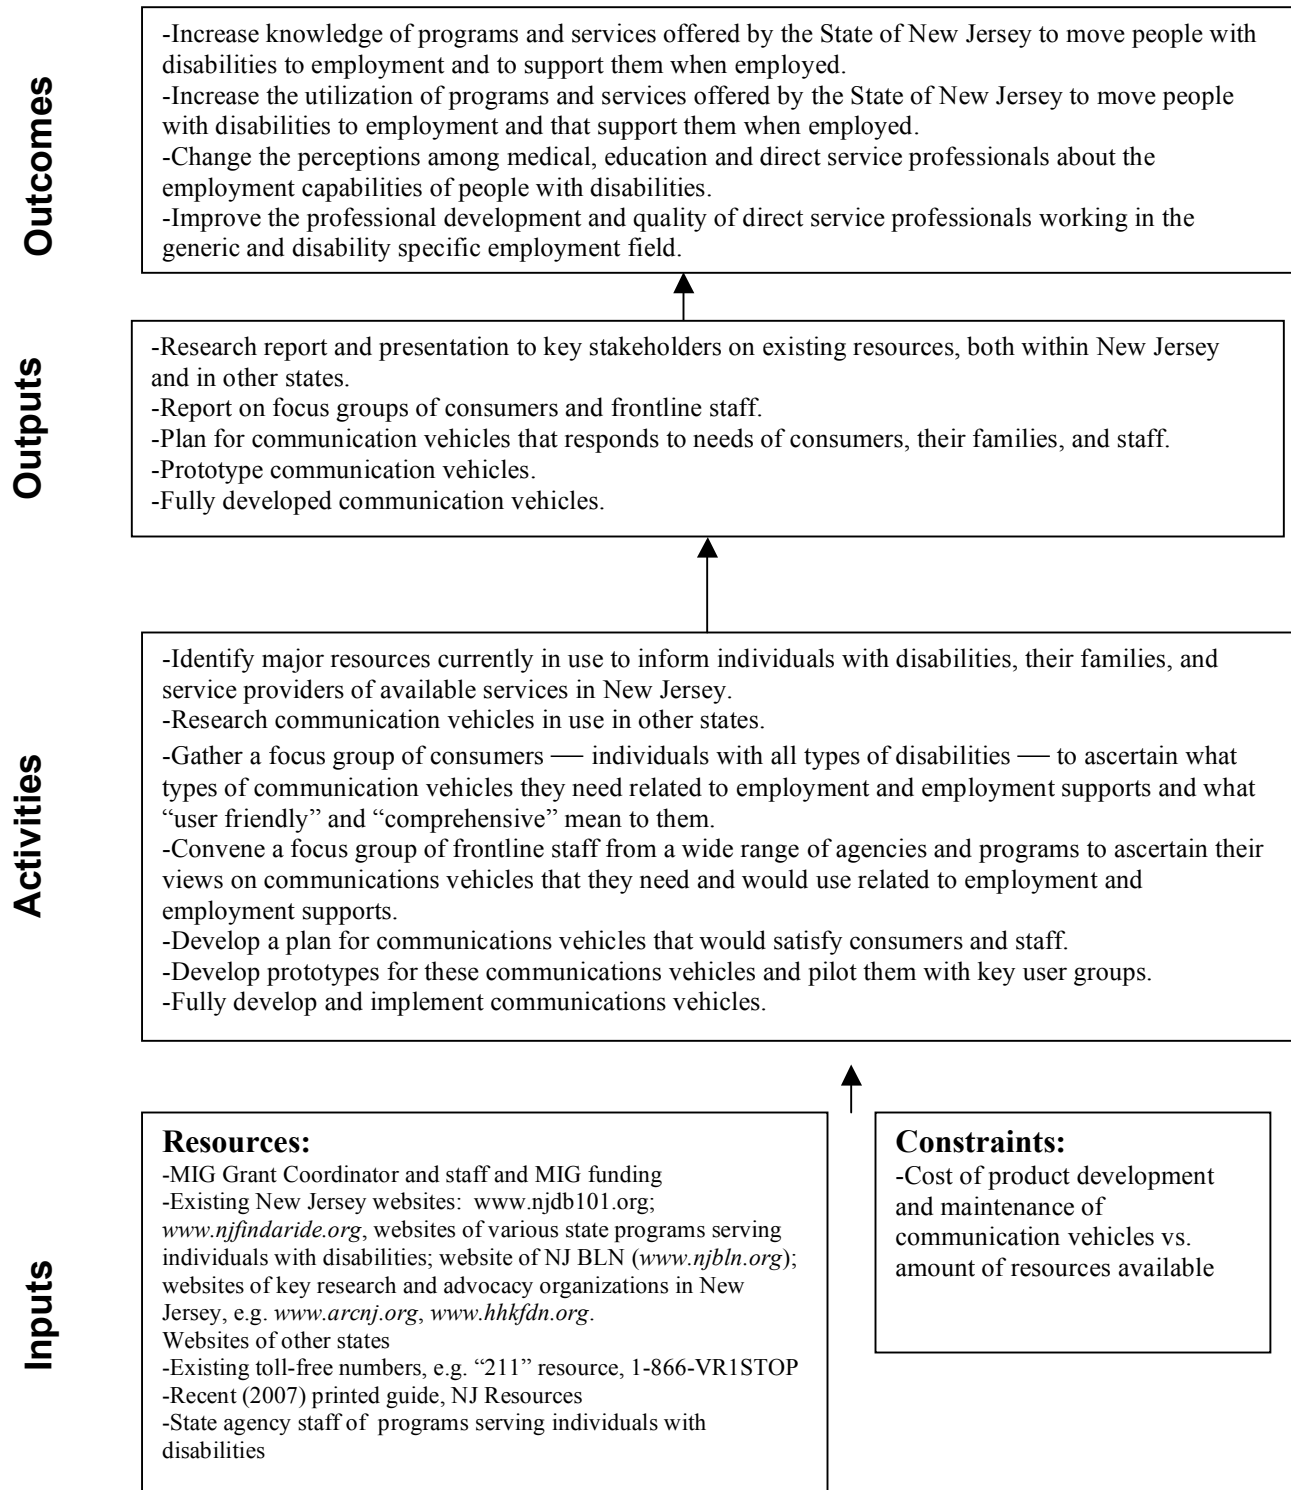 Outcomes
-Increase knowledge of programs and services offered by the State of New Jersey to move people with
disabilities to employment and to support them when employed.
-Increase the utilization of programs and services offered by the State of New Jersey to move people
with disabilities to employment and that support them when employed.
-Change the perceptions among medical, education and direct service professionals about the
employment capabilities of people with disabilities.
-Improve the professional development and quality of direct service professionals working in the
generic and disability specific employment field.
Outputs
-Research report and presentation to key stakeholders on existing resources, both within New Jersey
and in other states.
-Report on focus groups of consumers and frontline staff.
-Plan for communication vehicles that responds to needs of consumers, their families, and staff.
-Prototype communication vehicles.
-Fully developed communication vehicles.
Activities
-Identify major resources currently in use to inform individuals with disabilities, their families, and
service providers of available services in New Jersey.
-Research communication vehicles in use in other states.
-Gather a focus group of consumers — individuals with all types of disabilities — to ascertain what
types of communication vehicles they need related to employment and employment supports and what
“user friendly” and “comprehensive” mean to them.
-Convene a focus group of frontline staff from a wide range of agencies and programs to ascertain their
views on communications vehicles that they need and would use related to employment and
employment supports.
-Develop a plan for communications vehicles that would satisfy consumers and staff.
-Develop prototypes for these communications vehicles and pilot them with key user groups.
-Fully develop and implement communications vehicles.
Inputs
Resources:
-MIG Grant Coordinator and staff and MIG funding
-Existing New Jersey websites: www.njdb101.org;
www.njfindaride.org, websites of various state programs serving
individuals with disabilities; website of NJ BLN (www.njbln.org);
websites of key research and advocacy organizations in New
Jersey, e.g. www.arcnj.org, www.hhkfdn.org.
Websites of other states
-Existing toll-free numbers, e.g. “211” resource, 1-866-VR1STOP
-Recent (2007) printed guide, NJ Resources
-State agency staff of programs serving individuals with
disabilities
Constraints:
-Cost of product development
and maintenance of
communication vehicles vs.
amount of resources available